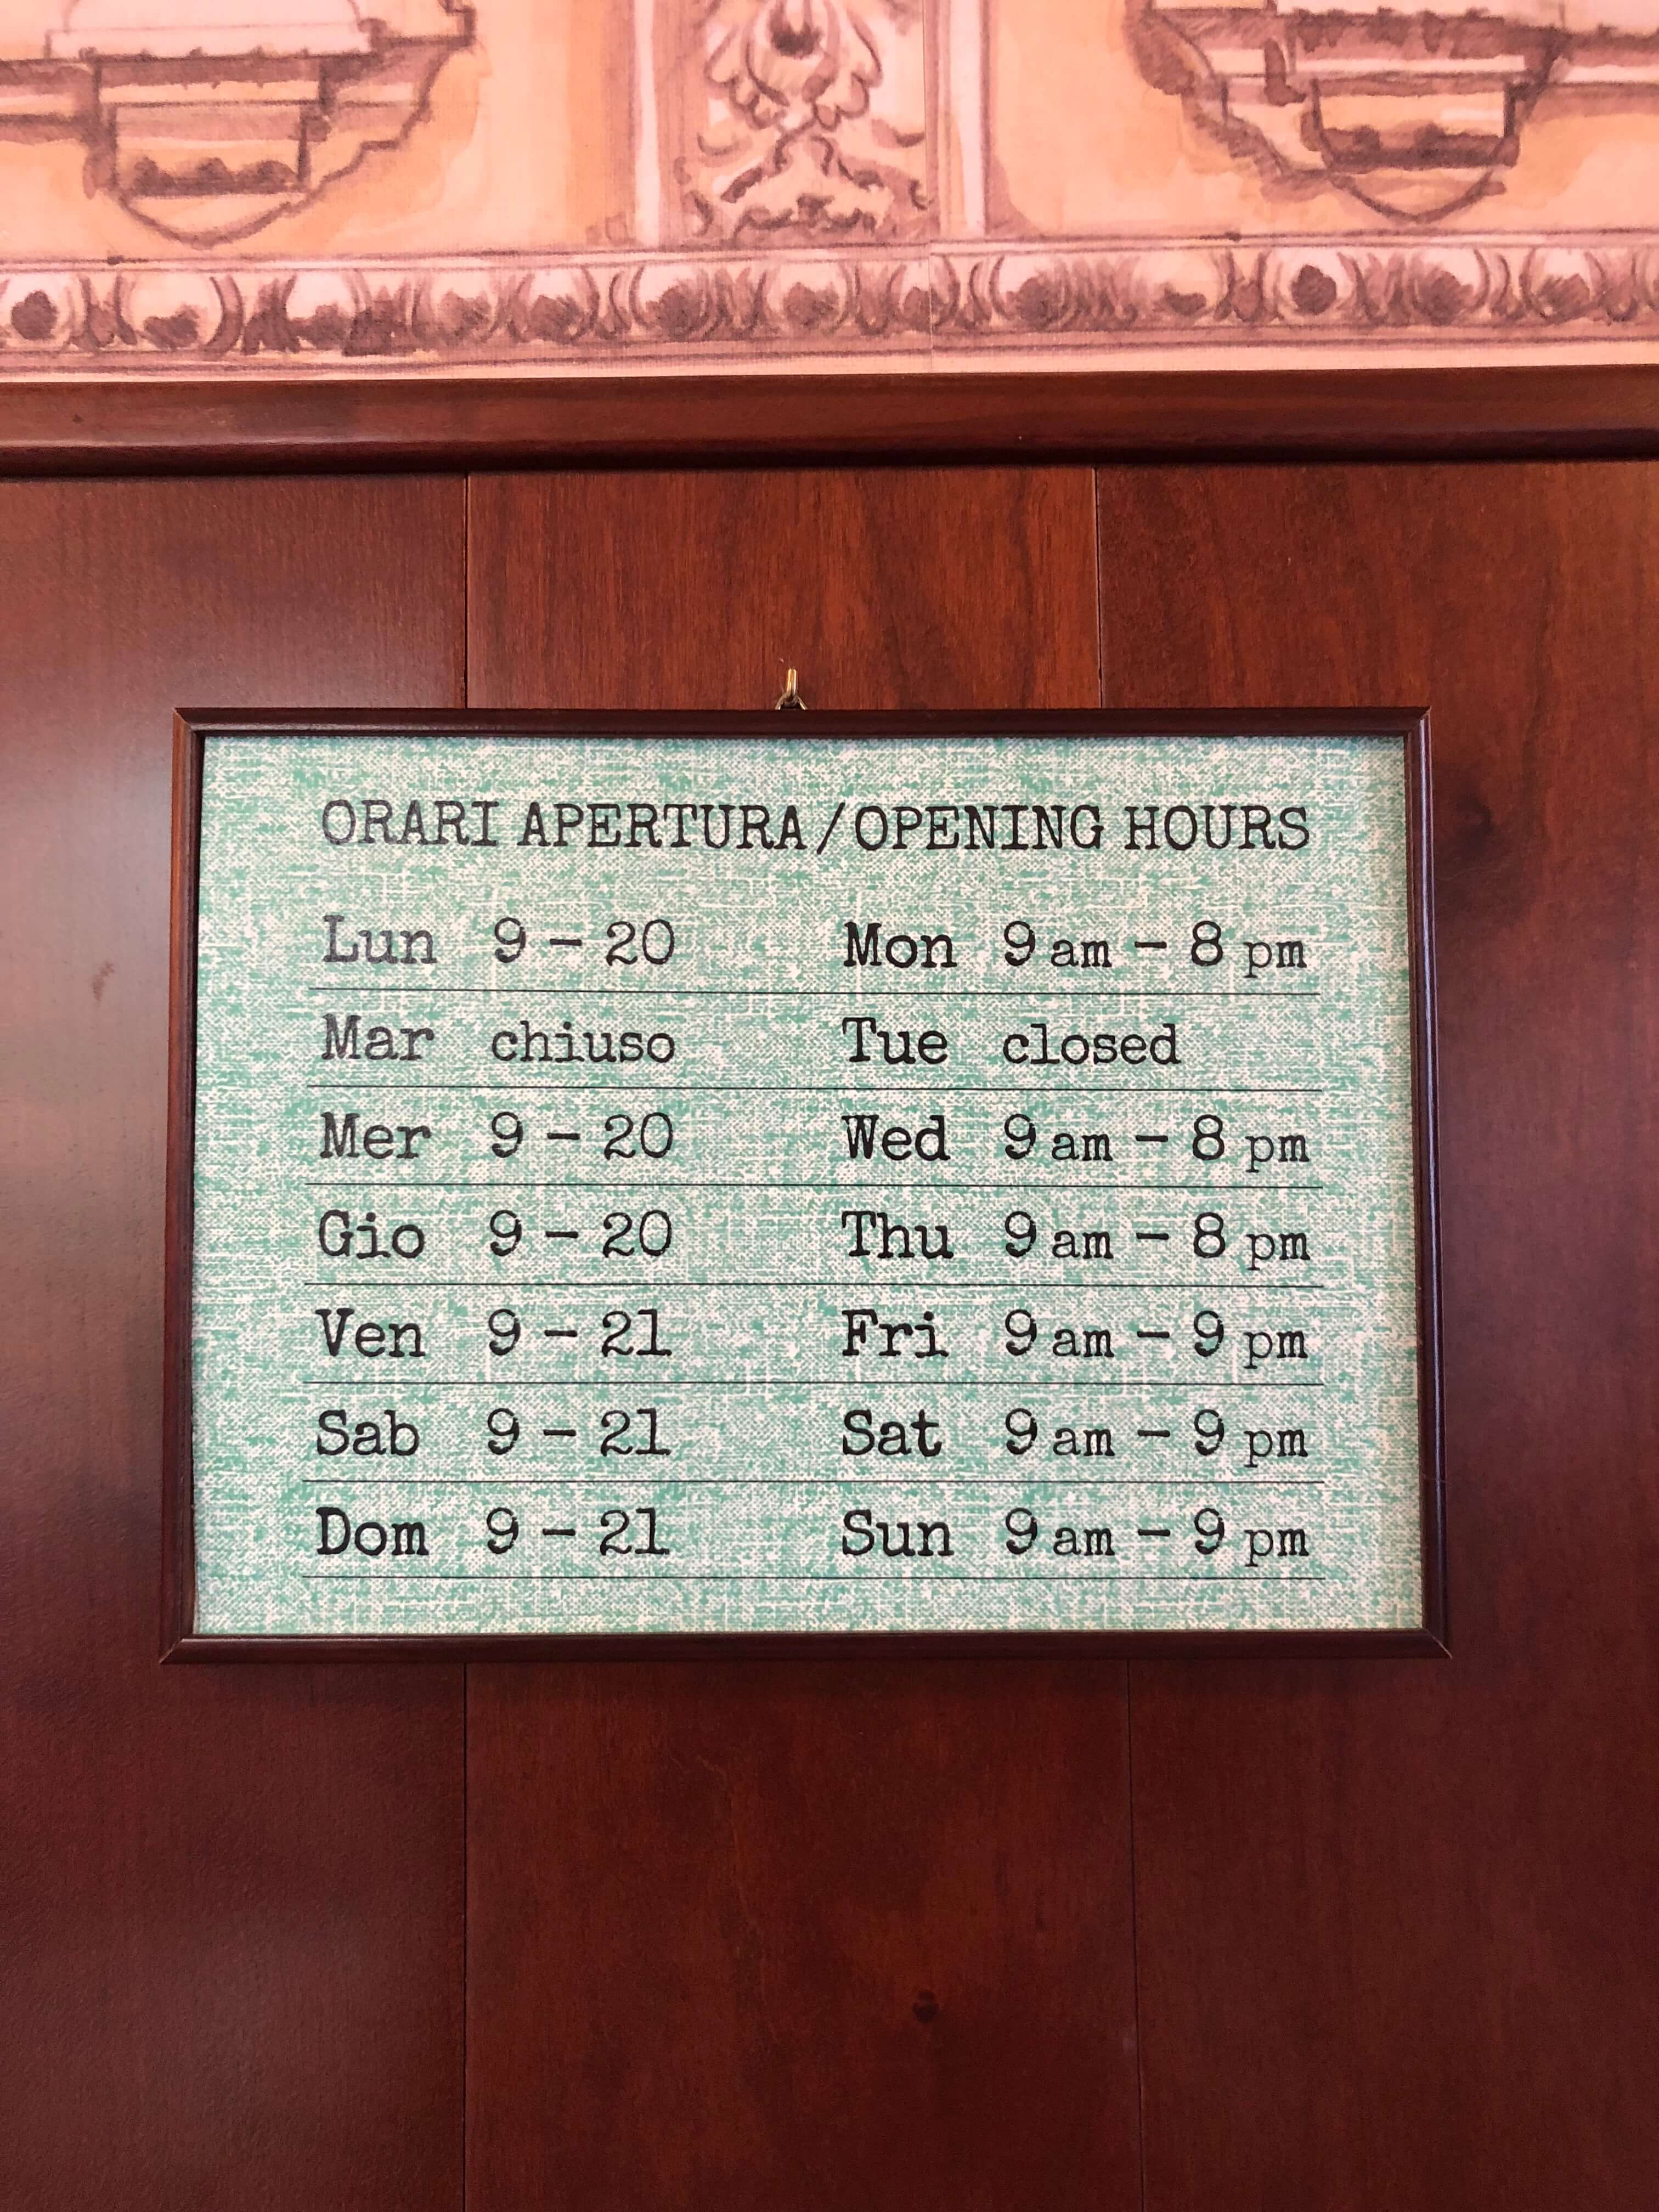 ORARI APERTURA/OPENING HOURS
Lun 9 – 20 Mon 9 am – 8 pm
Mar chiuso Tue closed
Mer 9 – 20 Wed 9 am – 8 pm
Gio 9 – 20 Thu 9 am – 8 pm
Ven 9 – 21 Fri 9 am – 9 pm
Sab 9 – 21 Sat 9 am – 9 pm
Dom 9 – 21 Sun 9 am – 9 pm